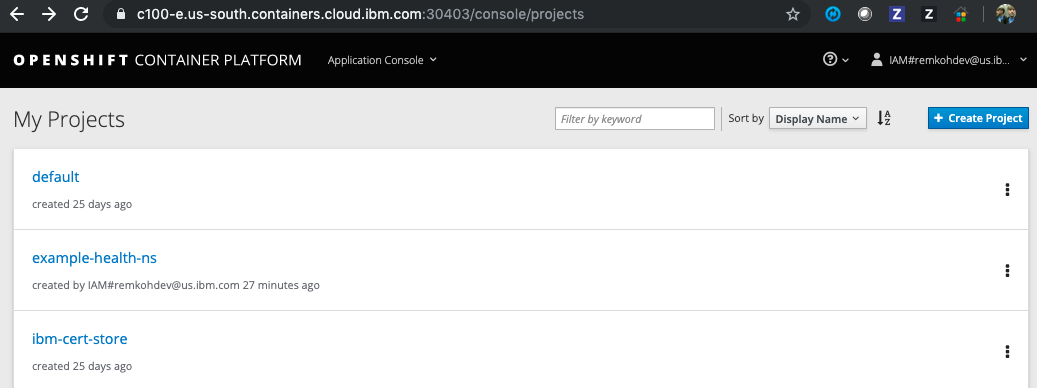 c100-e.us-south.containers.cloud.ibm.com:30403/console/projects
Z Z
OPENSHIFT CONTAINER PLATFORM Application Console ? IAM#remkohdev@us.ib...
My Projects Filter by keyword Sort by Display Name A Z + Create Project
default
created 25 days ago
example-health-ns
created by IAM#remkohdev@us.ibm.com 27 minutes ago
ibm-cert-store
created 25 days ago